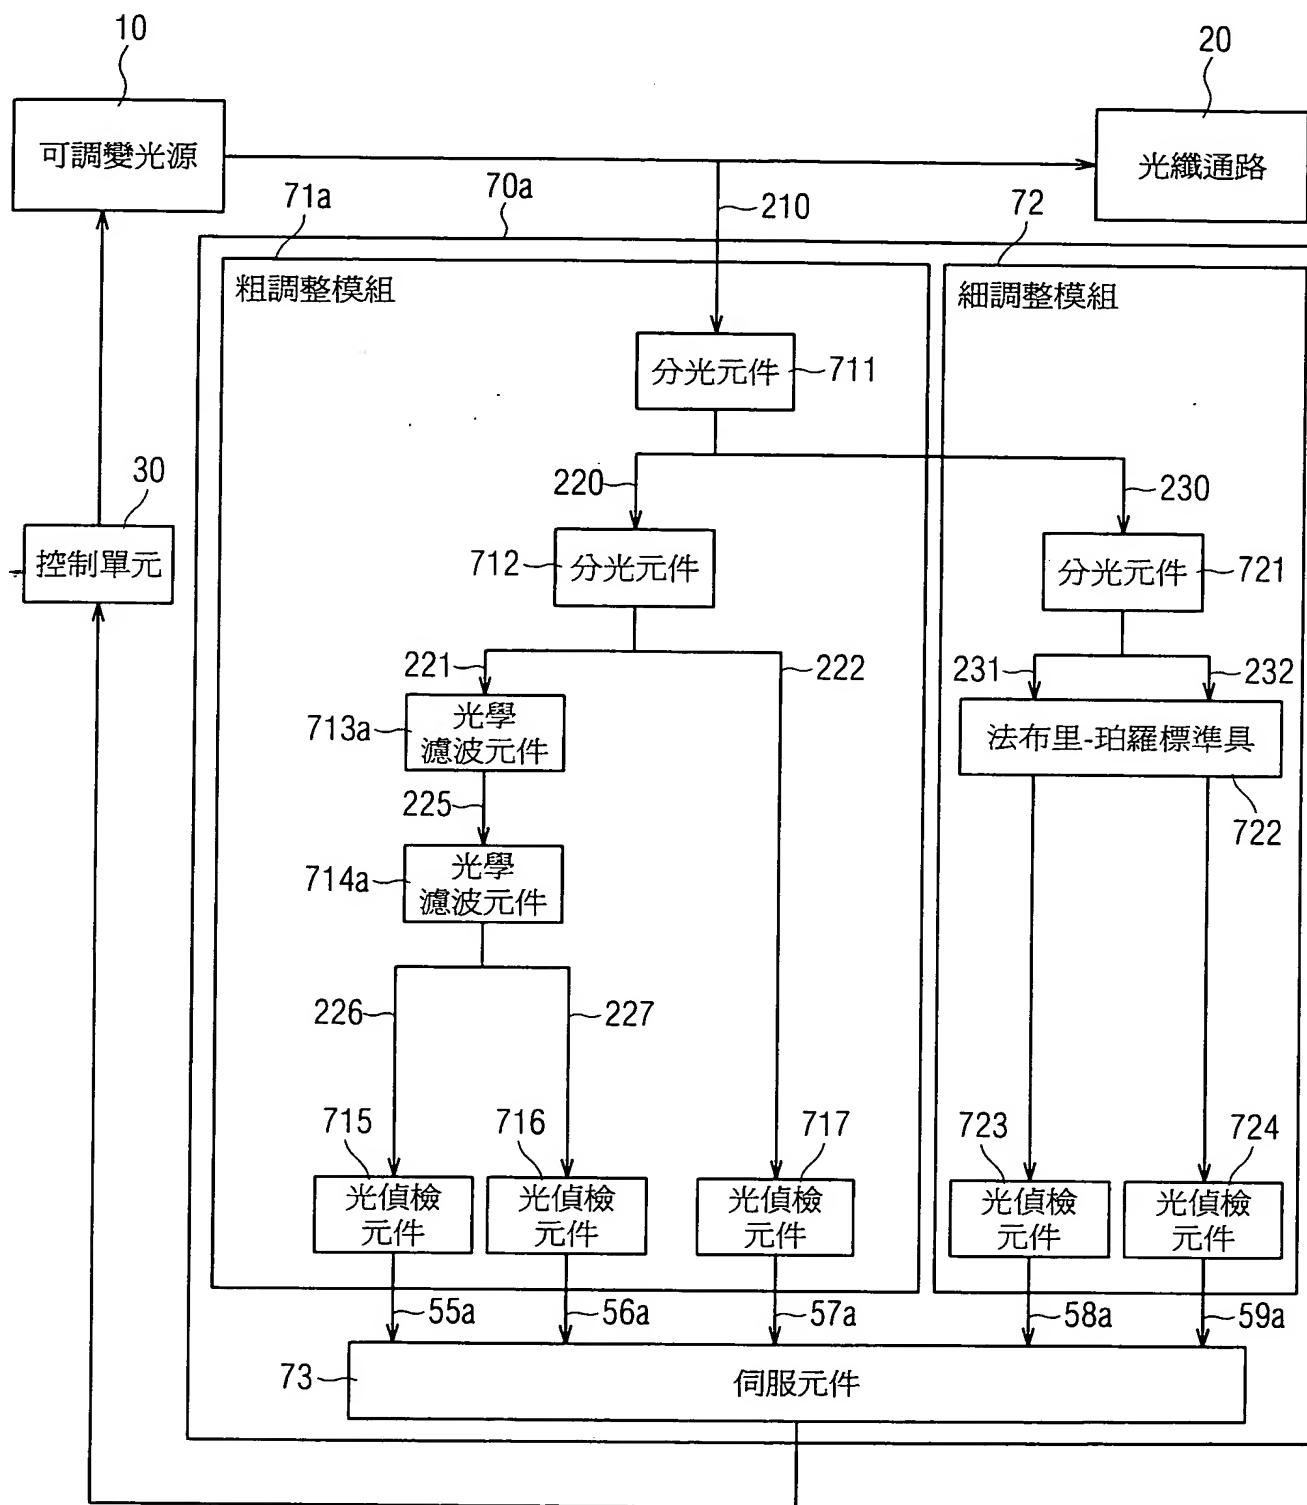 10
20
可調變光源
光纖通路
71a
70a
210
72
粗調整模組
細調整模組
分光元件
711
30
220
230
控制單元
712
分光元件
分光元件
721
221
222
231
232
713a
光學
濾波元件
法布里-珀羅標準具
225
722
714a
光學
濾波元件
226
227
715
716
717
723
724
光偵檢
元件
光偵檢
元件
光偵檢
元件
光偵檢
元件
光偵檢
元件
55a
56a
57a
58a
59a
73
伺服元件